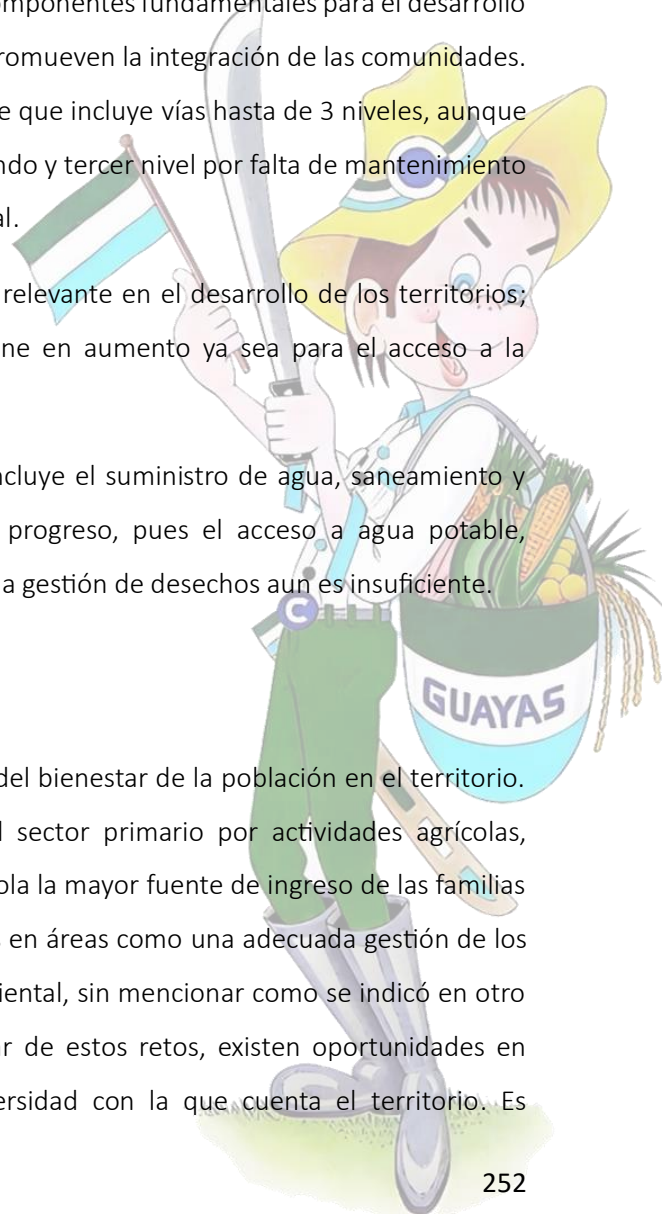 omponentes fundamentales para el desarrollo
romueven la integración de las comunidades.
e que incluye vías hasta de 3 niveles, aunque
ndo y tercer nivel por falta de mantenimiento
al.
relevante en el desarrollo de los territorios;
ne en aumento ya sea para el acceso a la
ncluye el suministro de agua, saneamiento y
progreso, pues el acceso a agua potable,
a gestión de desechos aun es insuficiente.
C
GUAYAS
del bienestar de la población en el territorio.
l sector primario por actividades agrícolas,
ola la mayor fuente de ingreso de las familias
s en áreas como una adecuada gestión de los
iental, sin mencionar como se indicó en otro
ar de estos retos, existen oportunidades en
ersidad con la que cuenta el territorio. Es
252